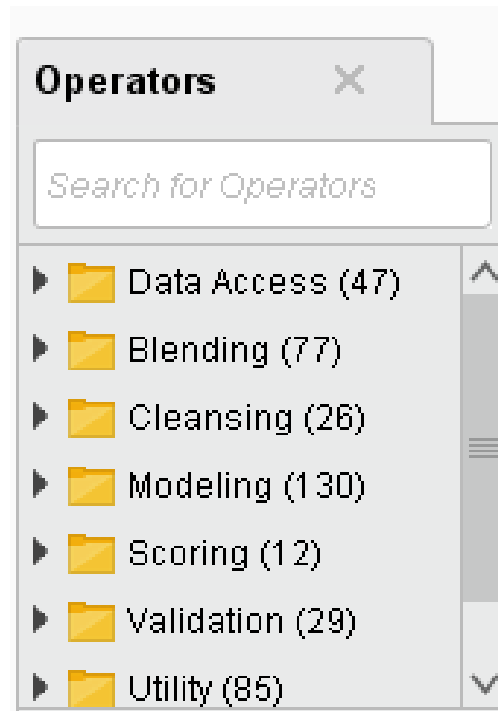 Operators
Search for Operators
Data Access (47)
Blending (77)
Cleansing (26)
Modeling (130)
Scoring (12)
Validation (29)
Utility (85)